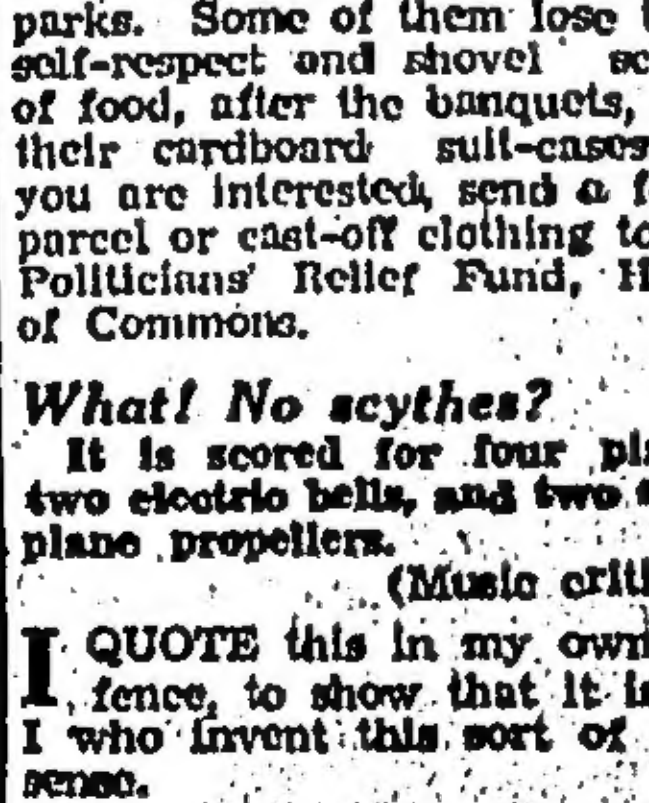 parks. Some of them lose
self-respect and shovel sc
of food, after the banquets,
their cardboard suit-cases
you are interested, send a f
parcel or cast-off clothing to
Politicians' Relief Fund, H
of Commons.
What! No scythes?
It is scored for four pla
two electric bells, and two
plane propellers.
(Music crit
I QUOTE this in my own
fence, to show that it is
I who invent this sort of
sense.